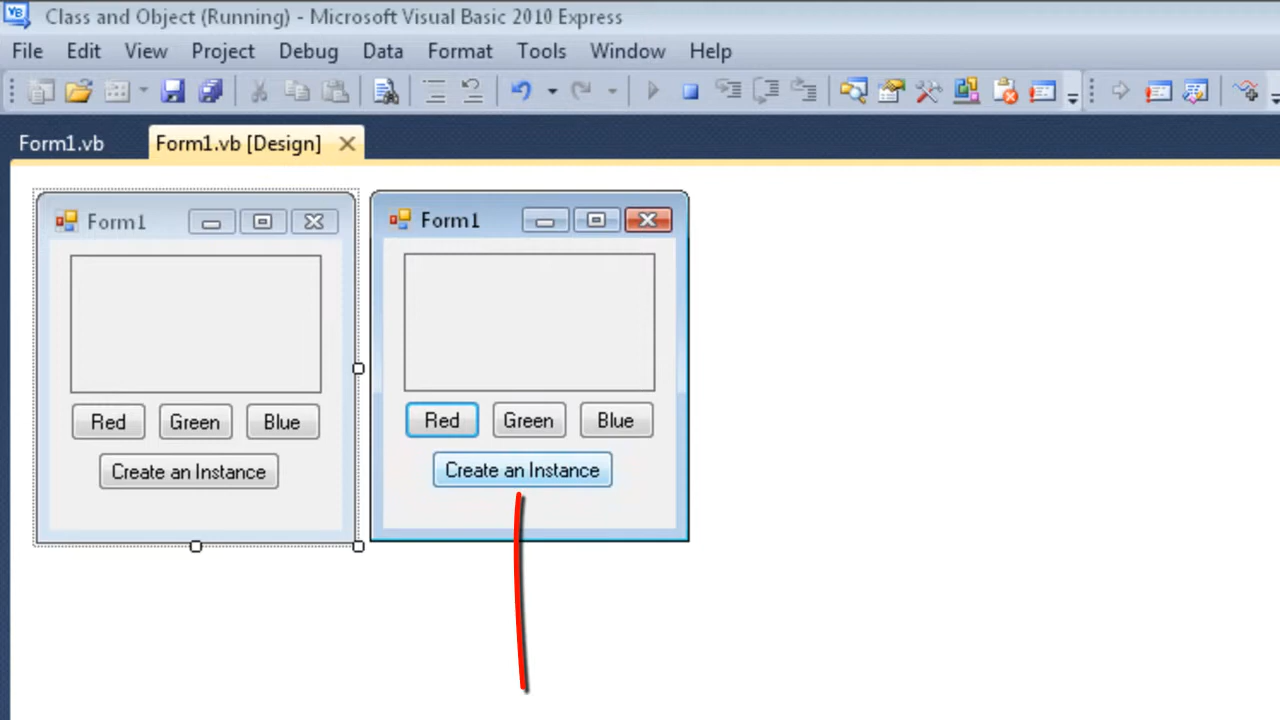 VB Class and Object (Running) - Microsoft Visual Basic 2010 Express
File Edit View Project Debug Data Format Tools Window Help
Form1.vb Form1.vb [Design]
Form1
Red Green Blue
Create an Instance
Form1
Red Green Blue
Create an Instance